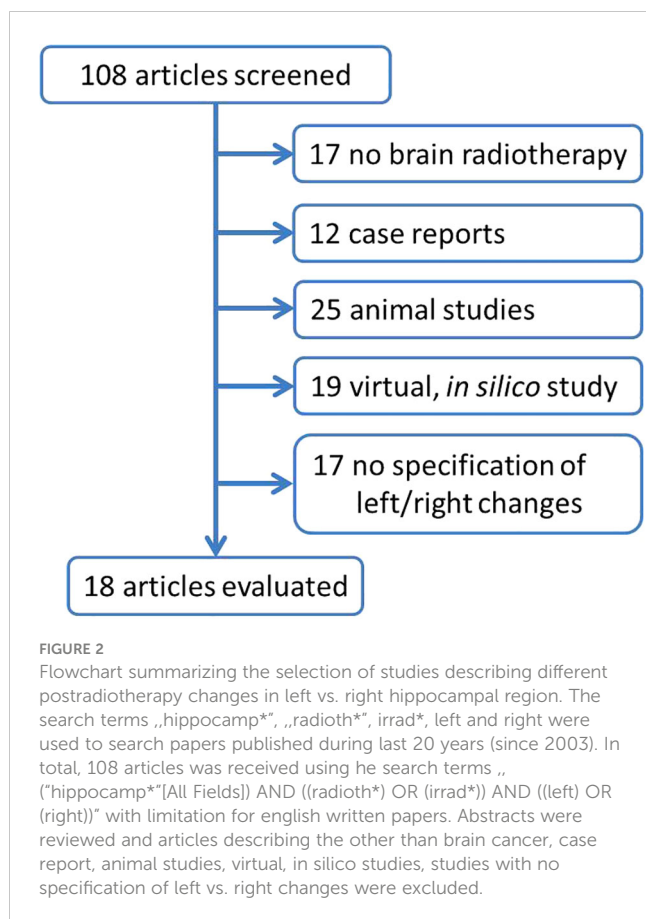 108 articles screened
17 no brain radiotherapy
12 case reports
25 animal studies
19 virtual, in silico study
17 no specification of
left/right changes
18 articles evaluated
FIGURE 2
Flowchart summarizing the selection of studies describing different
postradiotherapy changes in left vs. right hippocampal region. The
search terms ,,hippocamp*“, ,,radioth*“, irrad*, left and right were
used to search papers published during last 20 years (since 2003). In
total, 108 articles was received using he search terms ,,
(“hippocamp*“[All Fields]) AND ((radioth*) OR (irrad*)) AND ((left) OR
(right))“ with limitation for english written papers. Abstracts were
reviewed and articles describing the other than brain cancer, case
report, animal studies, virtual, in silico studies, studies with no
specification of left vs. right changes were excluded.